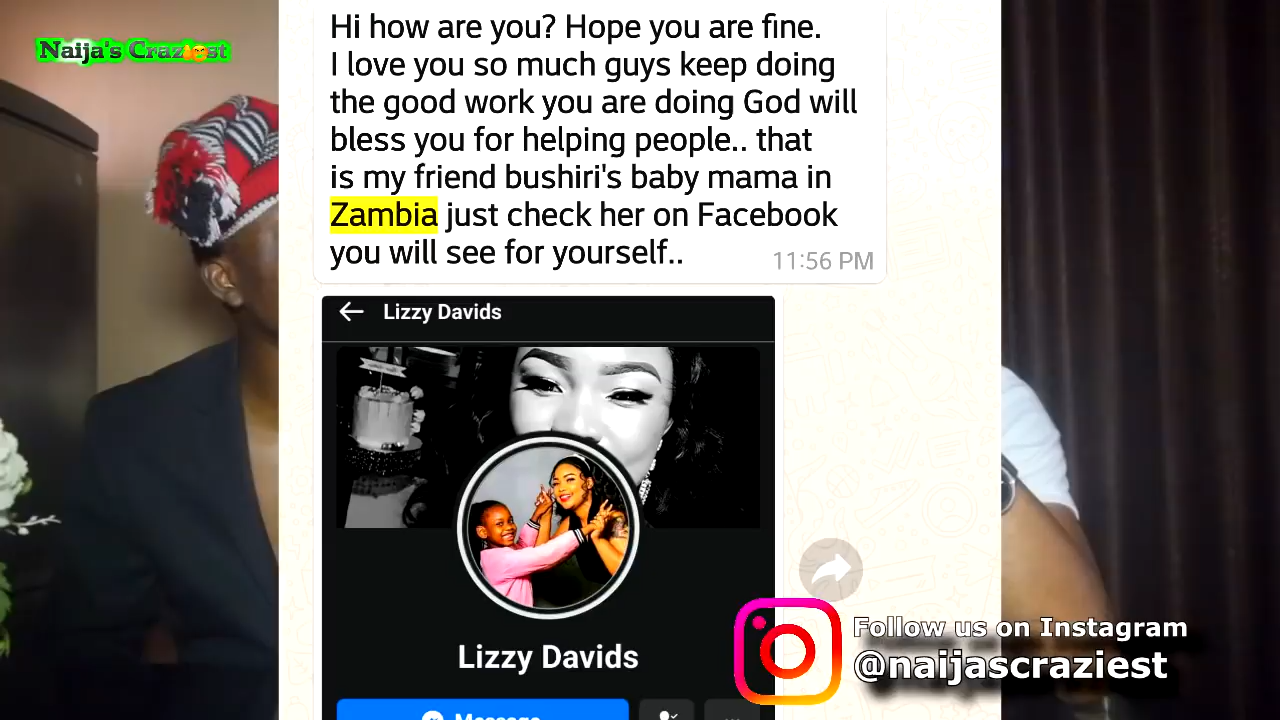 Naija's Craziest
Hi how are you? Hope you are fine.
I love you so much guys keep doing
the good work you are doing God will
bless you for helping people.. that
is my friend bushiri's baby mama in
Zambia just check her on Facebook
you will see for yourself..
11:56 PM
Lizzy Davids
Lizzy Davids
Message
Follow us on Instagram
@naijascraziest